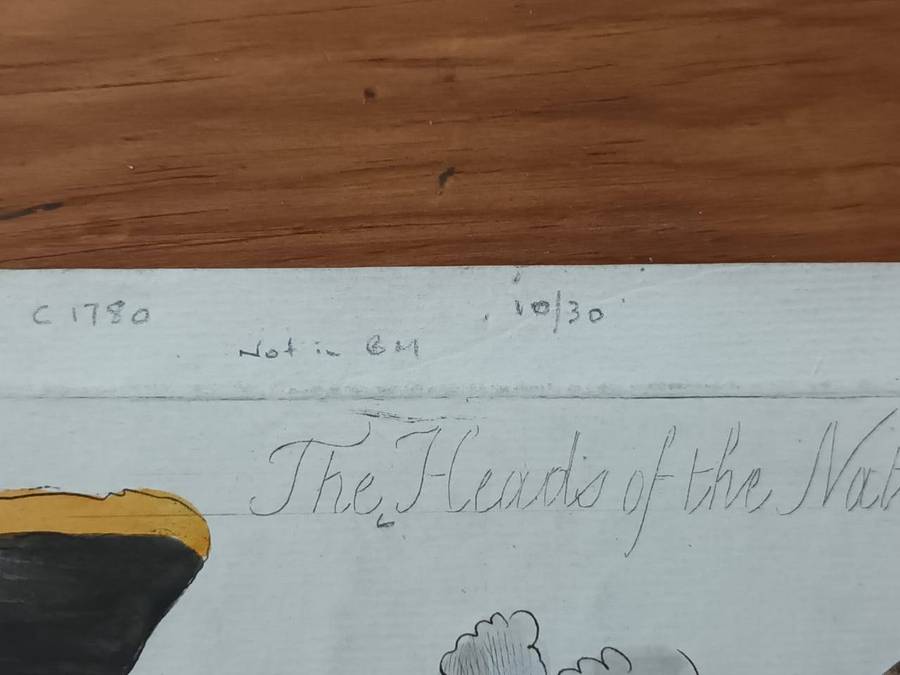 C 1780
10/30
Not in BM
The Heads of the Nat